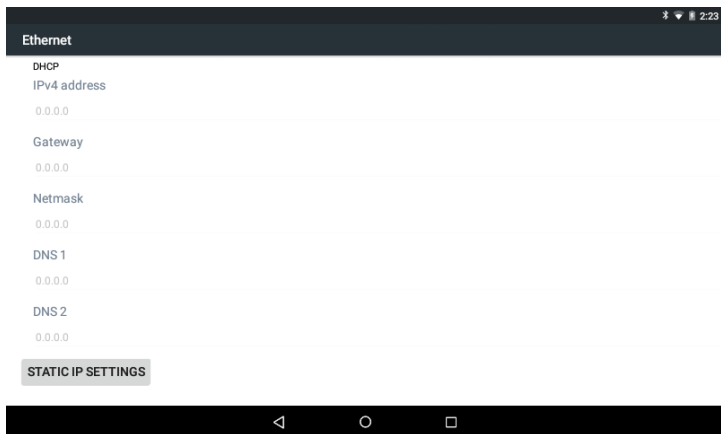 2:23
Ethernet
DHCP
IPv4 address
0.0.0.0
Gateway
0.0.0.0
Netmask
0.0.0.0
DNS 1
0.0.0.0
DNS 2
0.0.0.0
STATIC IP SETTINGS